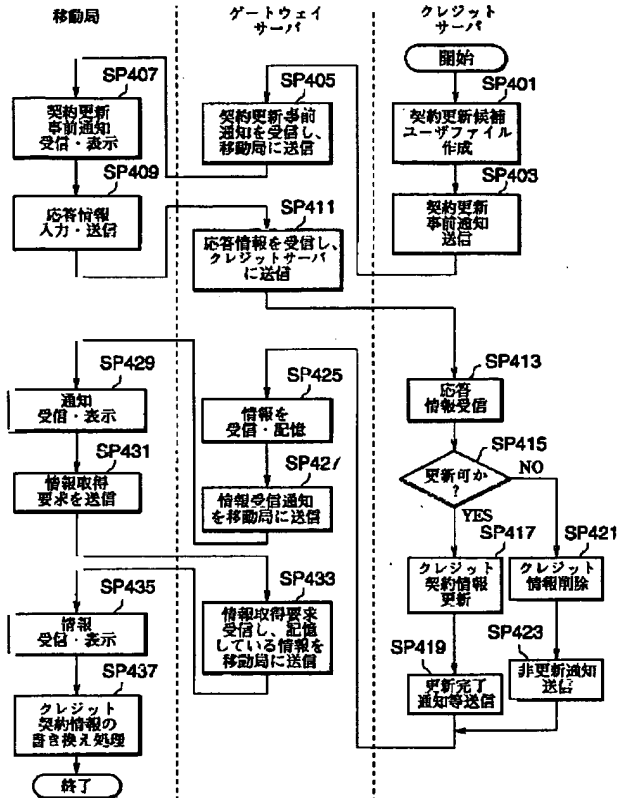 移動局
ゲートウェイ
サーバ
クレジット
サーバ
開始
SP401
契約更新候補
ユーザファイル
作成
SP403
契約更新
事前通知
送信
SP405
契約更新事前
通知を受信し、
移動局に送信
SP407
契約更新
事前通知
受信・表示
SP409
応答情報
入力・送信
SP411
応答情報を受信し、
クレジットサーバ
に送信
SP413
応答
情報受信
SP415
更新可か
?
NO
YES
SP417
クレジット
契約情報
更新
SP421
クレジット
情報削除
SP419
更新完了
通知等送信
SP423
非更新通知
送信
SP425
情報を
受信・記憶
SP427
情報受信通知
を移動局に送信
SP429
通知
受信・表示
SP431
情報取得
要求を送信
SP433
情報取得要求
受信し、記憶
している情報を
移動局に送信
SP435
情報
受信・表示
SP437
クレジット
契約情報の
書き換え処理
終了